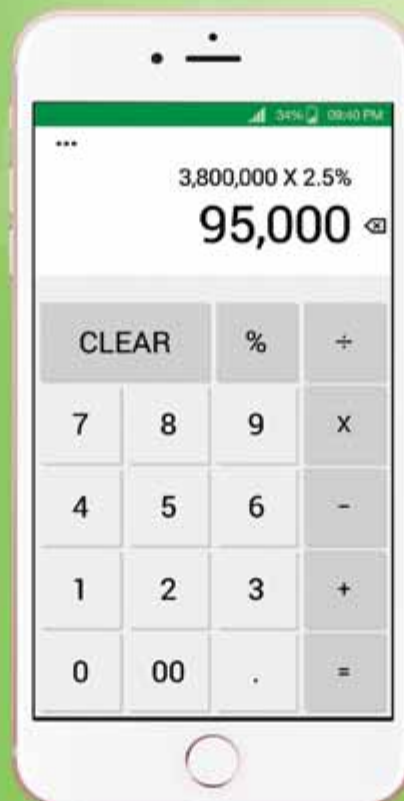 34% 09:40 PM
...
3,800,000 X 2.5%
95,000
CLEAR % ÷
7 8 9 X
4 5 6 -
1 2 3 +
0 00 . =